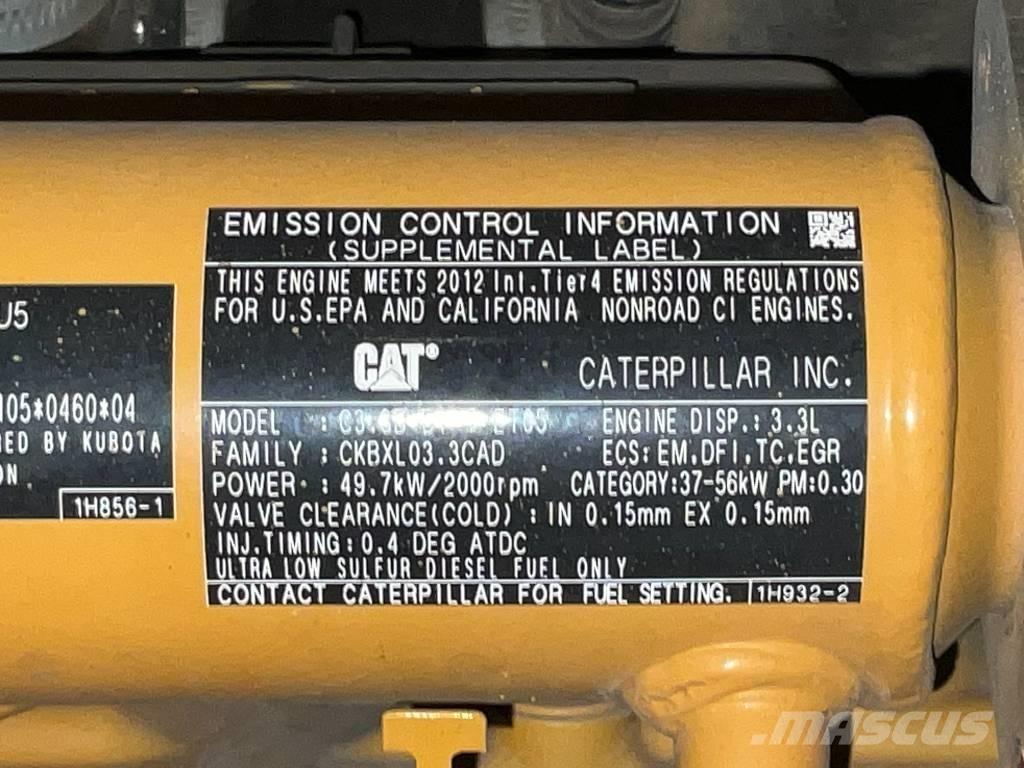 U5
105*0460*04
RED BY KUBOTA
ON
1H856-1
EMISSION CONTROL INFORMATION
(SUPPLEMENTAL LABEL)
THIS ENGINE MEETS 2012 Int.Tier4 EMISSION REGULATIONS
FOR U.S.EPA AND CALIFORNIA NONROAD CI ENGINES.
CAT® CATERPILLAR INC.
MODEL : ENGINE DISP.: 3.3L
FAMILY : CKBXL03.3CAD ECS: EM,DFI,TC,EGR
POWER : 49.7kW/2000rpm CATEGORY:37-56kW PM:0.30
VALVE CLEARANCE(COLD) : IN 0.15mm EX 0.15mm
INJ.TIMING: 0.4 DEG ATDC
ULTRA LOW SULFUR DIESEL FUEL ONLY
CONTACT CATERPILLAR FOR FUEL SETTING. 1H932-2
MASCUS